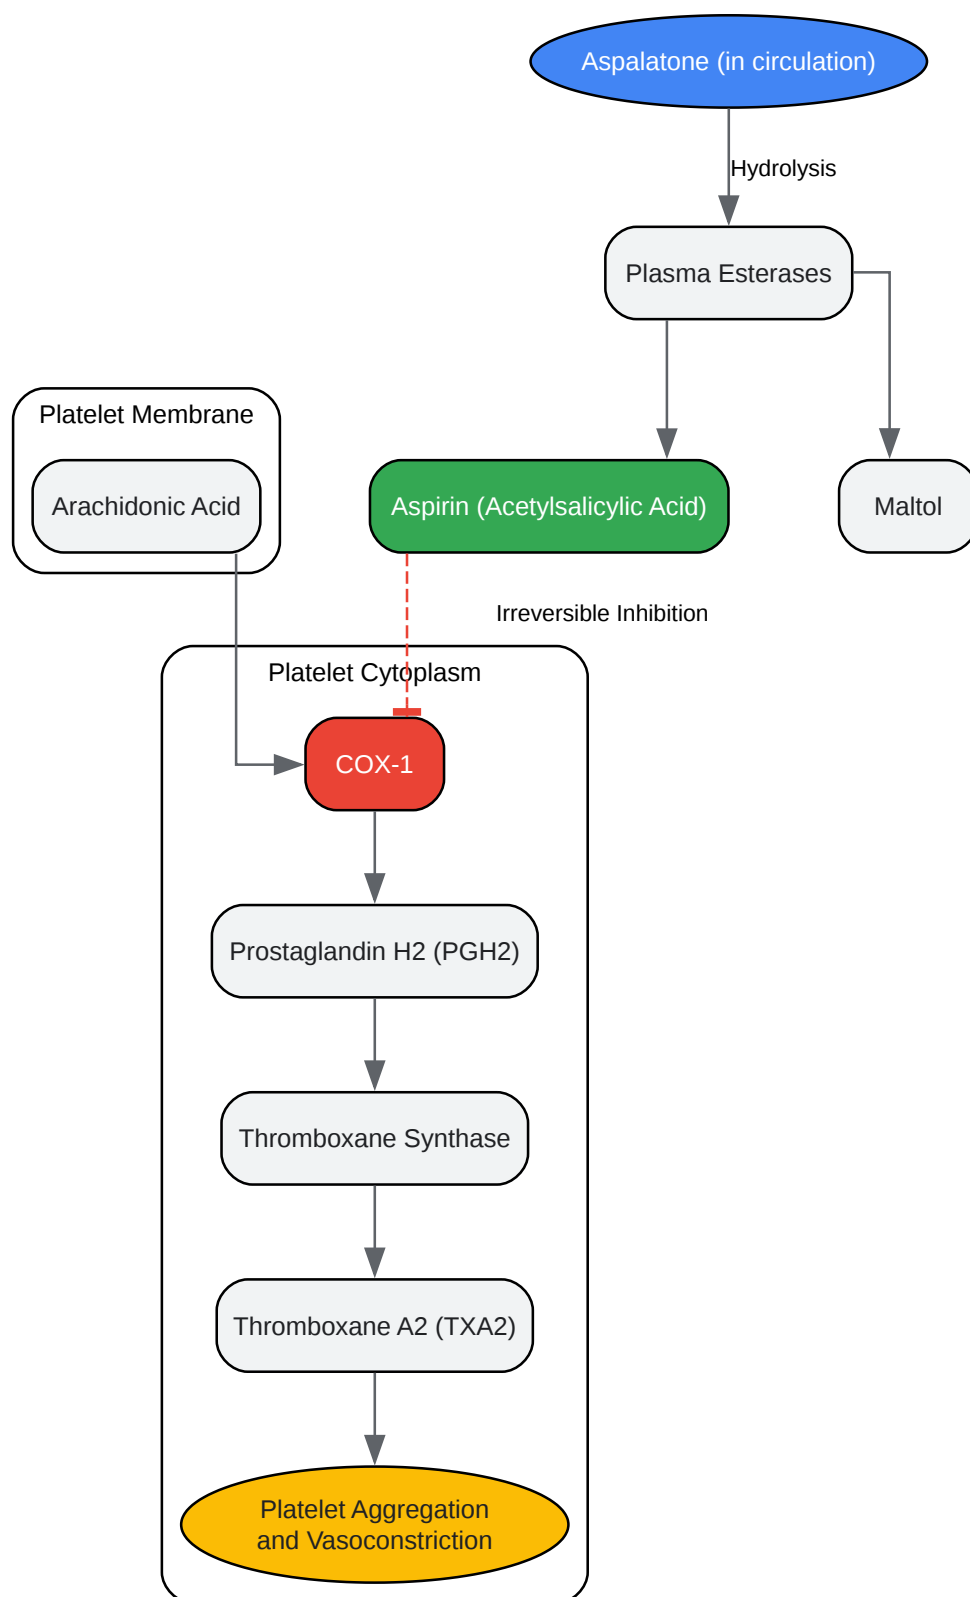 Aspalatone (in circulation)
Hydrolysis
Plasma Esterases
Platelet Membrane
Arachidonic Acid
Aspirin (Acetylsalicylic Acid)
Maltol
Irreversible Inhibition
Platelet Cytoplasm
COX-1
Prostaglandin H2 (PGH2)
Thromboxane Synthase
Thromboxane A2 (TXA2)
Platelet Aggregation
and Vasoconstriction